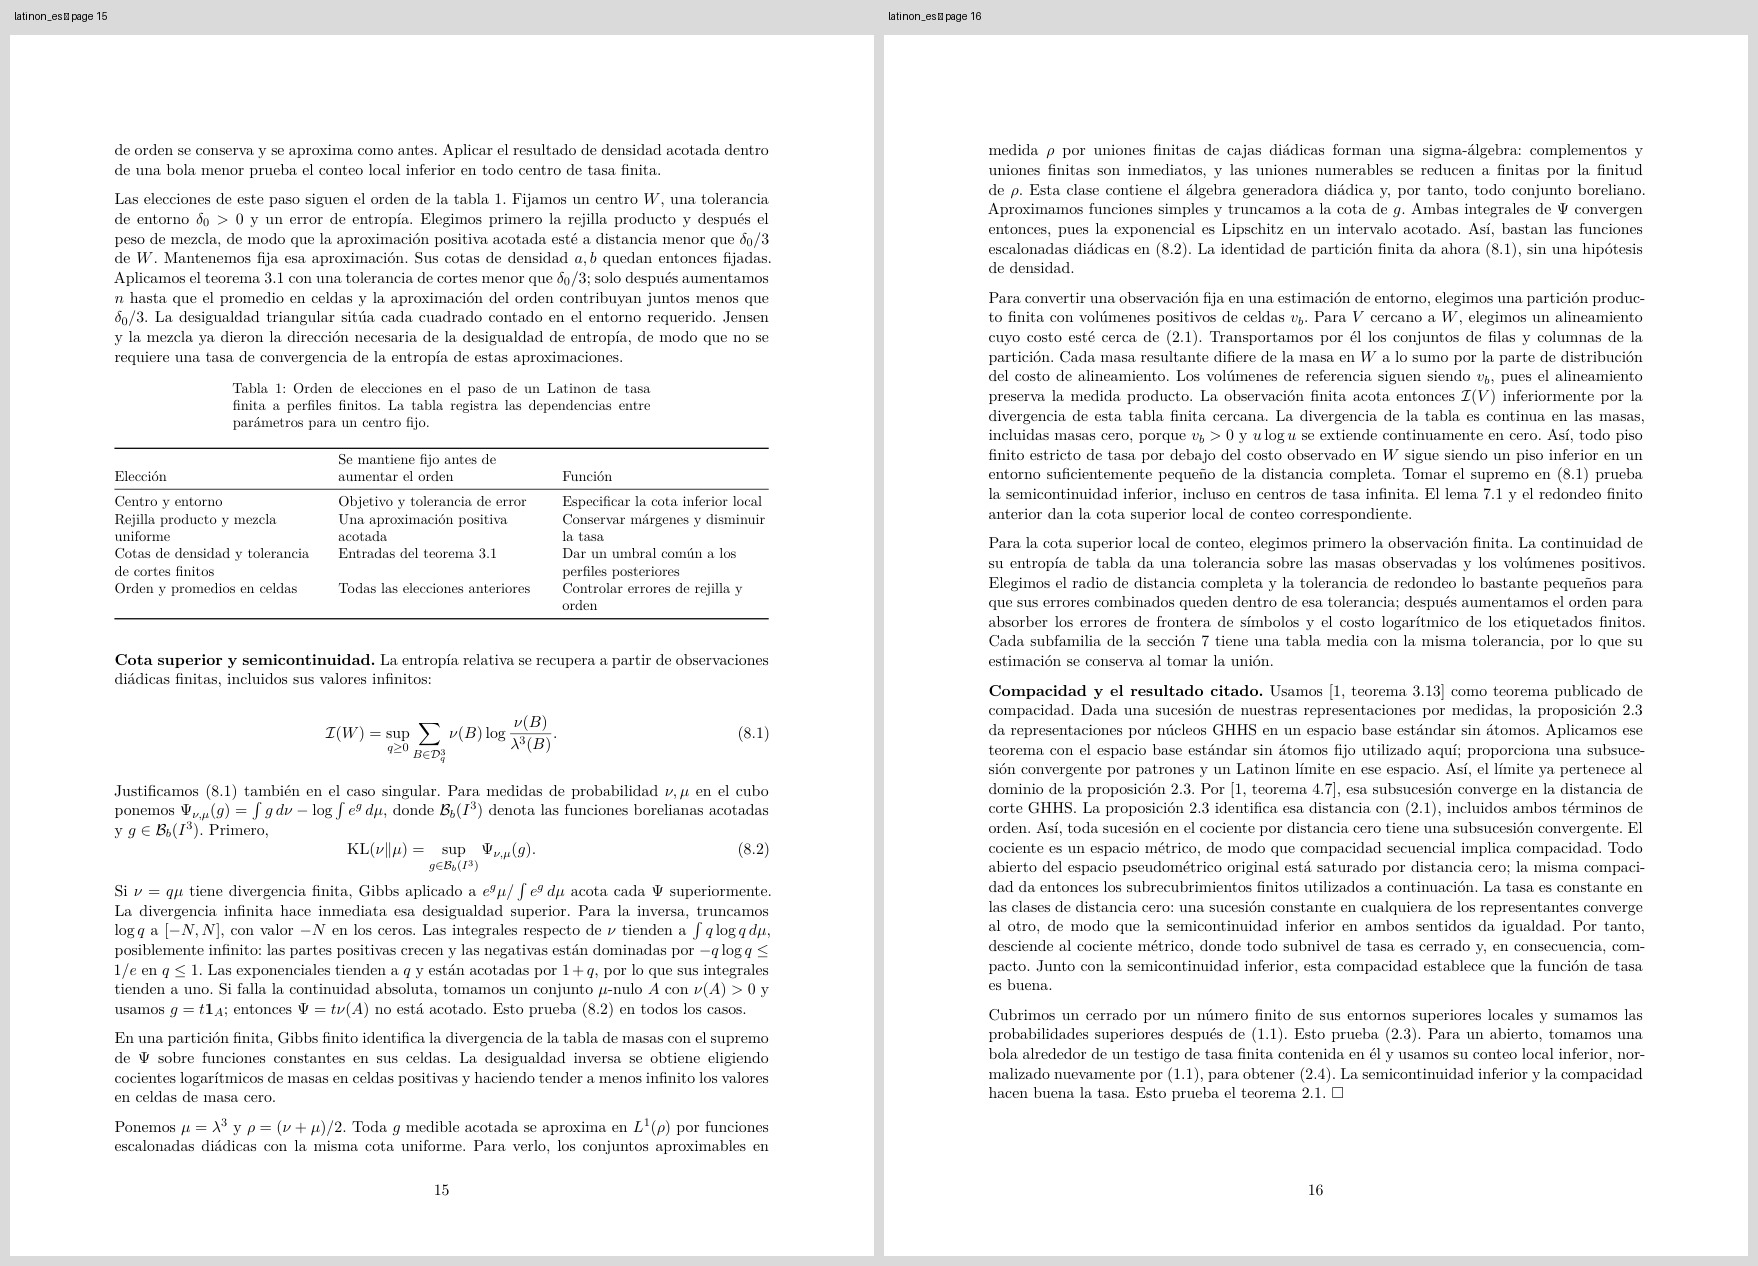 latinon_es page 15
de orden se conserva y se aproxima como antes. Aplicar el resultado de densidad acotada dentro
de una bola menor prueba el conteo local inferior en todo centro de tasa finita.
Las elecciones de este paso siguen el orden de la tabla 1. Fijamos un centro W, una tolerancia
de entorno δ₀ > 0 y un error de entropía. Elegimos primero la rejilla producto y después el
peso de mezcla, de modo que la aproximación positiva acotada esté a distancia menor que δ₀/3
de W. Mantenemos fija esa aproximación. Sus cotas de densidad a, b quedan entonces fijadas.
Aplicamos el teorema 3.1 con una tolerancia de cortes menor que δ₀/3; solo después aumentamos
n hasta que el promedio en celdas y la aproximación del orden contribuyan juntos menos que
δ₀/3. La desigualdad triangular sitúa cada cuadrado contado en el entorno requerido. Jensen
y la mezcla ya dieron la dirección necesaria de la desigualdad de entropía, de modo que no se
requiere una tasa de convergencia de la entropía de estas aproximaciones.
Tabla 1: Orden de elecciones en el paso de un Latinon de tasa
finita a perfiles finitos. La tabla registra las dependencias entre
parámetros para un centro fijo.
Elección | Se mantiene fijo antes de aumentar el orden | Función
Centro y entorno | Objetivo y tolerancia de error | Especificar la cota inferior local
Rejilla producto y mezcla uniforme | Una aproximación positiva acotada | Conservar márgenes y disminuir la tasa
Cotas de densidad y tolerancia de cortes finitos | Entradas del teorema 3.1 | Dar un umbral común a los perfiles posteriores
Orden y promedios en celdas | Todas las elecciones anteriores | Controlar errores de rejilla y orden
Cota superior y semicontinuidad. La entropía relativa se recupera a partir de observaciones
diádicas finitas, incluidos sus valores infinitos:
𝓘(W) = sup_{q≥0} ∑_{B∈𝓓_q^3} ν(B) log ν(B)/λ³(B). (8.1)
Justificamos (8.1) también en el caso singular. Para medidas de probabilidad ν, μ en el cubo
ponemos Ψ_{ν,μ}(g) = ∫ g dν − log ∫ e^g dμ, donde 𝓑_b(I³) denota las funciones borelianas acotadas
y g ∈ 𝓑_b(I³). Primero,
KL(ν∥μ) = sup_{g∈𝓑_b(I³)} Ψ_{ν,μ}(g). (8.2)
Si ν = qμ tiene divergencia finita, Gibbs aplicado a e^g μ/ ∫ e^g dμ acota cada Ψ superiormente.
La divergencia infinita hace inmediata esa desigualdad superior. Para la inversa, truncamos
log q a [−N, N], con valor −N en los ceros. Las integrales respecto de ν tienden a ∫ q log q dμ,
posiblemente infinito: las partes positivas crecen y las negativas están dominadas por −q log q ≤
1/e en q ≤ 1. Las exponenciales tienden a q y están acotadas por 1 + q, por lo que sus integrales
tienden a uno. Si falla la continuidad absoluta, tomamos un conjunto μ-nulo A con ν(A) > 0 y
usamos g = t𝟏_A; entonces Ψ = tν(A) no está acotado. Esto prueba (8.2) en todos los casos.
En una partición finita, Gibbs finito identifica la divergencia de la tabla de masas con el supremo
de Ψ sobre funciones constantes en sus celdas. La desigualdad inversa se obtiene eligiendo
cocientes logarítmicos de masas en celdas positivas y haciendo tender a menos infinito los valores
en celdas de masa cero.
Ponemos μ = λ³ y ρ = (ν + μ)/2. Toda g medible acotada se aproxima en L¹(ρ) por funciones
escalonadas diádicas con la misma cota uniforme. Para verlo, los conjuntos aproximables en
15
latinon_es page 16
medida ρ por uniones finitas de cajas diádicas forman una sigma-álgebra: complementos y
uniones finitas son inmediatos, y las uniones numerables se reducen a finitas por la finitud
de ρ. Esta clase contiene el álgebra generadora diádica y, por tanto, todo conjunto boreliano.
Aproximamos funciones simples y truncamos a la cota de g. Ambas integrales de Ψ convergen
entonces, pues la exponencial es Lipschitz en un intervalo acotado. Así, bastan las funciones
escalonadas diádicas en (8.2). La identidad de partición finita da ahora (8.1), sin una hipótesis
de densidad.
Para convertir una observación fija en una estimación de entorno, elegimos una partición produc-
to finita con volúmenes positivos de celdas v_b. Para V cercano a W, elegimos un alineamiento
cuyo costo esté cerca de (2.1). Transportamos por él los conjuntos de filas y columnas de la
partición. Cada masa resultante difiere de la masa en W a lo sumo por la parte de distribución
del costo de alineamiento. Los volúmenes de referencia siguen siendo v_b, pues el alineamiento
preserva la medida producto. La observación finita acota entonces 𝓘(V) inferiormente por la
divergencia de esta tabla finita cercana. La divergencia de la tabla es continua en las masas,
incluidas masas cero, porque v_b > 0 y u log u se extiende continuamente en cero. Así, todo piso
finito estricto de tasa por debajo del costo observado en W sigue siendo un piso inferior en un
entorno suficientemente pequeño de la distancia completa. Tomar el supremo en (8.1) prueba
la semicontinuidad inferior, incluso en centros de tasa infinita. El lema 7.1 y el redondeo finito
anterior dan la cota superior local de conteo correspondiente.
Para la cota superior local de conteo, elegimos primero la observación finita. La continuidad de
su entropía de tabla da una tolerancia sobre las masas observadas y los volúmenes positivos.
Elegimos el radio de distancia completa y la tolerancia de redondeo lo bastante pequeños para
que sus errores combinados queden dentro de esa tolerancia; después aumentamos el orden para
absorber los errores de frontera de símbolos y el costo logarítmico de los etiquetados finitos.
Cada subfamilia de la sección 7 tiene una tabla media con la misma tolerancia, por lo que su
estimación se conserva al tomar la unión.
Compacidad y el resultado citado. Usamos [1, teorema 3.13] como teorema publicado de
compacidad. Dada una sucesión de nuestras representaciones por medidas, la proposición 2.3
da representaciones por núcleos GHHS en un espacio base estándar sin átomos. Aplicamos ese
teorema con el espacio base estándar sin átomos fijo utilizado aquí; proporciona una subsuce-
sión convergente por patrones y un Latinon límite en ese espacio. Así, el límite ya pertenece al
dominio de la proposición 2.3. Por [1, teorema 4.7], esa subsucesión converge en la distancia de
corte GHHS. La proposición 2.3 identifica esa distancia con (2.1), incluidos ambos términos de
orden. Así, toda sucesión en el cociente por distancia cero tiene una subsucesión convergente. El
cociente es un espacio métrico, de modo que compacidad secuencial implica compacidad. Todo
abierto del espacio pseudométrico original está saturado por distancia cero; la misma compaci-
dad da entonces los subrecubrimientos finitos utilizados a continuación. La tasa es constante en
las clases de distancia cero: una sucesión constante en cualquiera de los representantes converge
al otro, de modo que la semicontinuidad inferior en ambos sentidos da igualdad. Por tanto,
desciende al cociente métrico, donde todo subnivel de tasa es cerrado y, en consecuencia, com-
pacto. Junto con la semicontinuidad inferior, esta compacidad establece que la función de tasa
es buena.
Cubrimos un cerrado por un número finito de sus entornos superiores locales y sumamos las
probabilidades superiores después de (1.1). Esto prueba (2.3). Para un abierto, tomamos una
bola alrededor de un testigo de tasa finita contenida en él y usamos su conteo local inferior, nor-
malizado nuevamente por (1.1), para obtener (2.4). La semicontinuidad inferior y la compacidad
hacen buena la tasa. Esto prueba el teorema 2.1. □
16